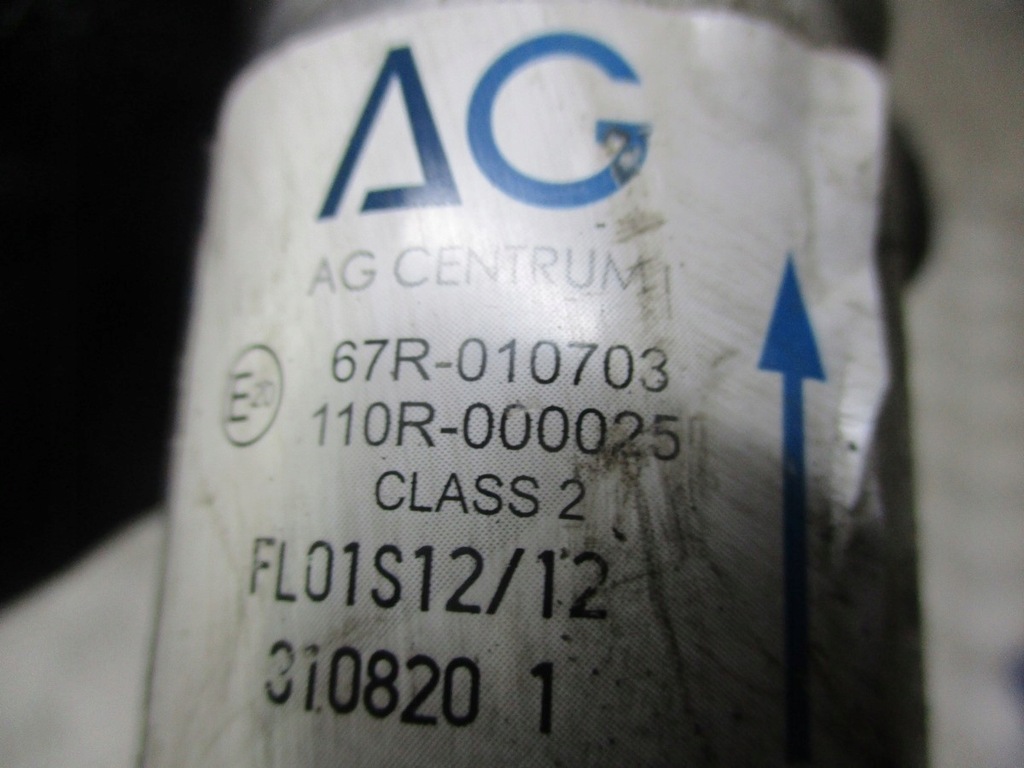 AG
AG CENTRUM
E20
67R-010703
110R-000025
CLASS 2
FL01S12/12
310820 1